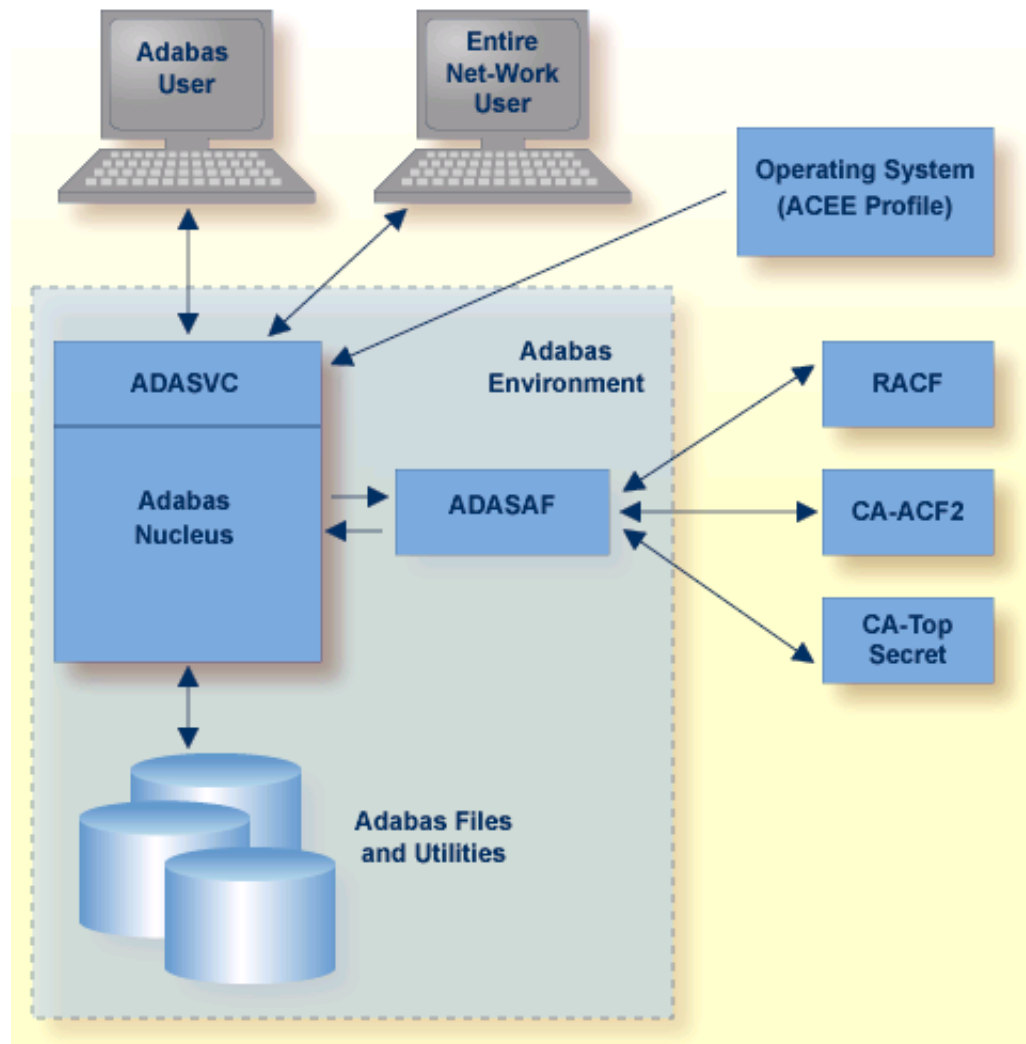 Adabas
User
Entire
Net-Work
User
Operating System
(ACEE Profile)
ADASVC
Adabas
Environment
RACF
Adabas
Nucleus
ADASAF
CA-ACF2
CA-Top
Secret
Adabas Files
and Utilities